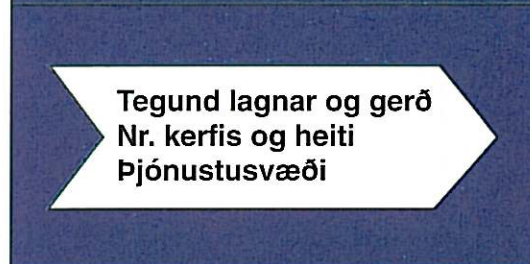 Tegund lagnar og gerð
Nr. kerfis og heiti
Þjónustusvæði